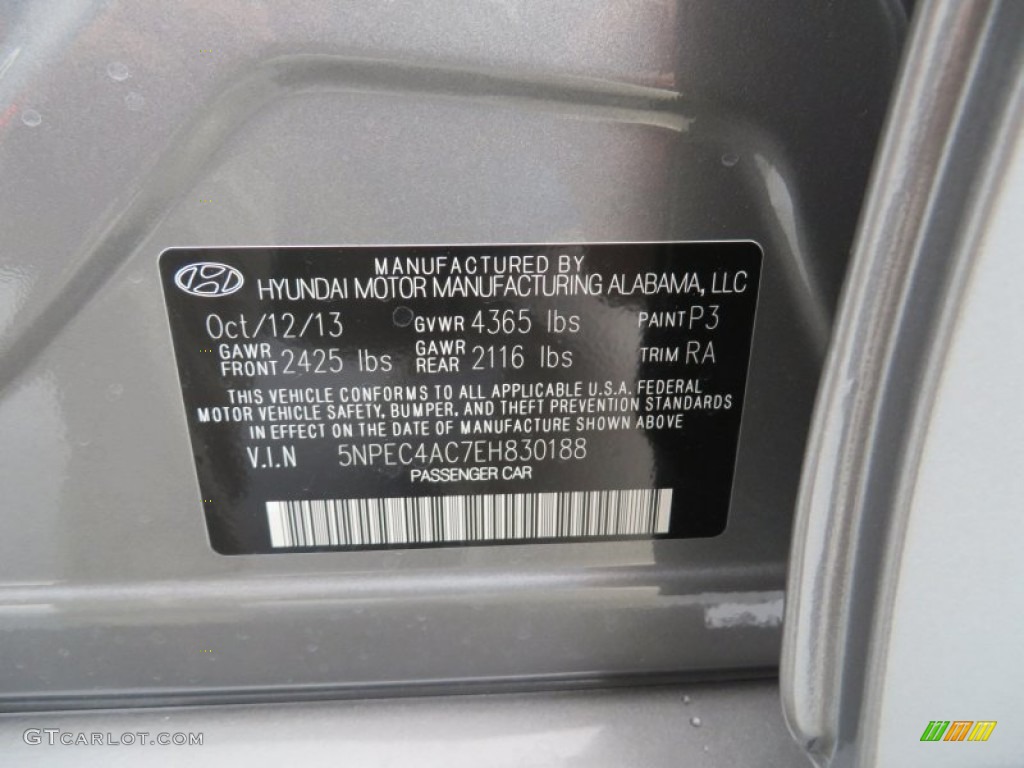 MANUFACTURED BY
HYUNDAI MOTOR MANUFACTURING ALABAMA, LLC
Oct/12/13 GVWR 4365 lbs PAINT P3
GAWR FRONT 2425 lbs GAWR REAR 2116 lbs TRIM RA
THIS VEHICLE CONFORMS TO ALL APPLICABLE U.S.A. FEDERAL
MOTOR VEHICLE SAFETY, BUMPER, AND THEFT PREVENTION STANDARDS
IN EFFECT ON THE DATE OF MANUFACTURE SHOWN ABOVE
V.I.N 5NPEC4AC7EH830188
PASSENGER CAR
GTCARLOT.COM